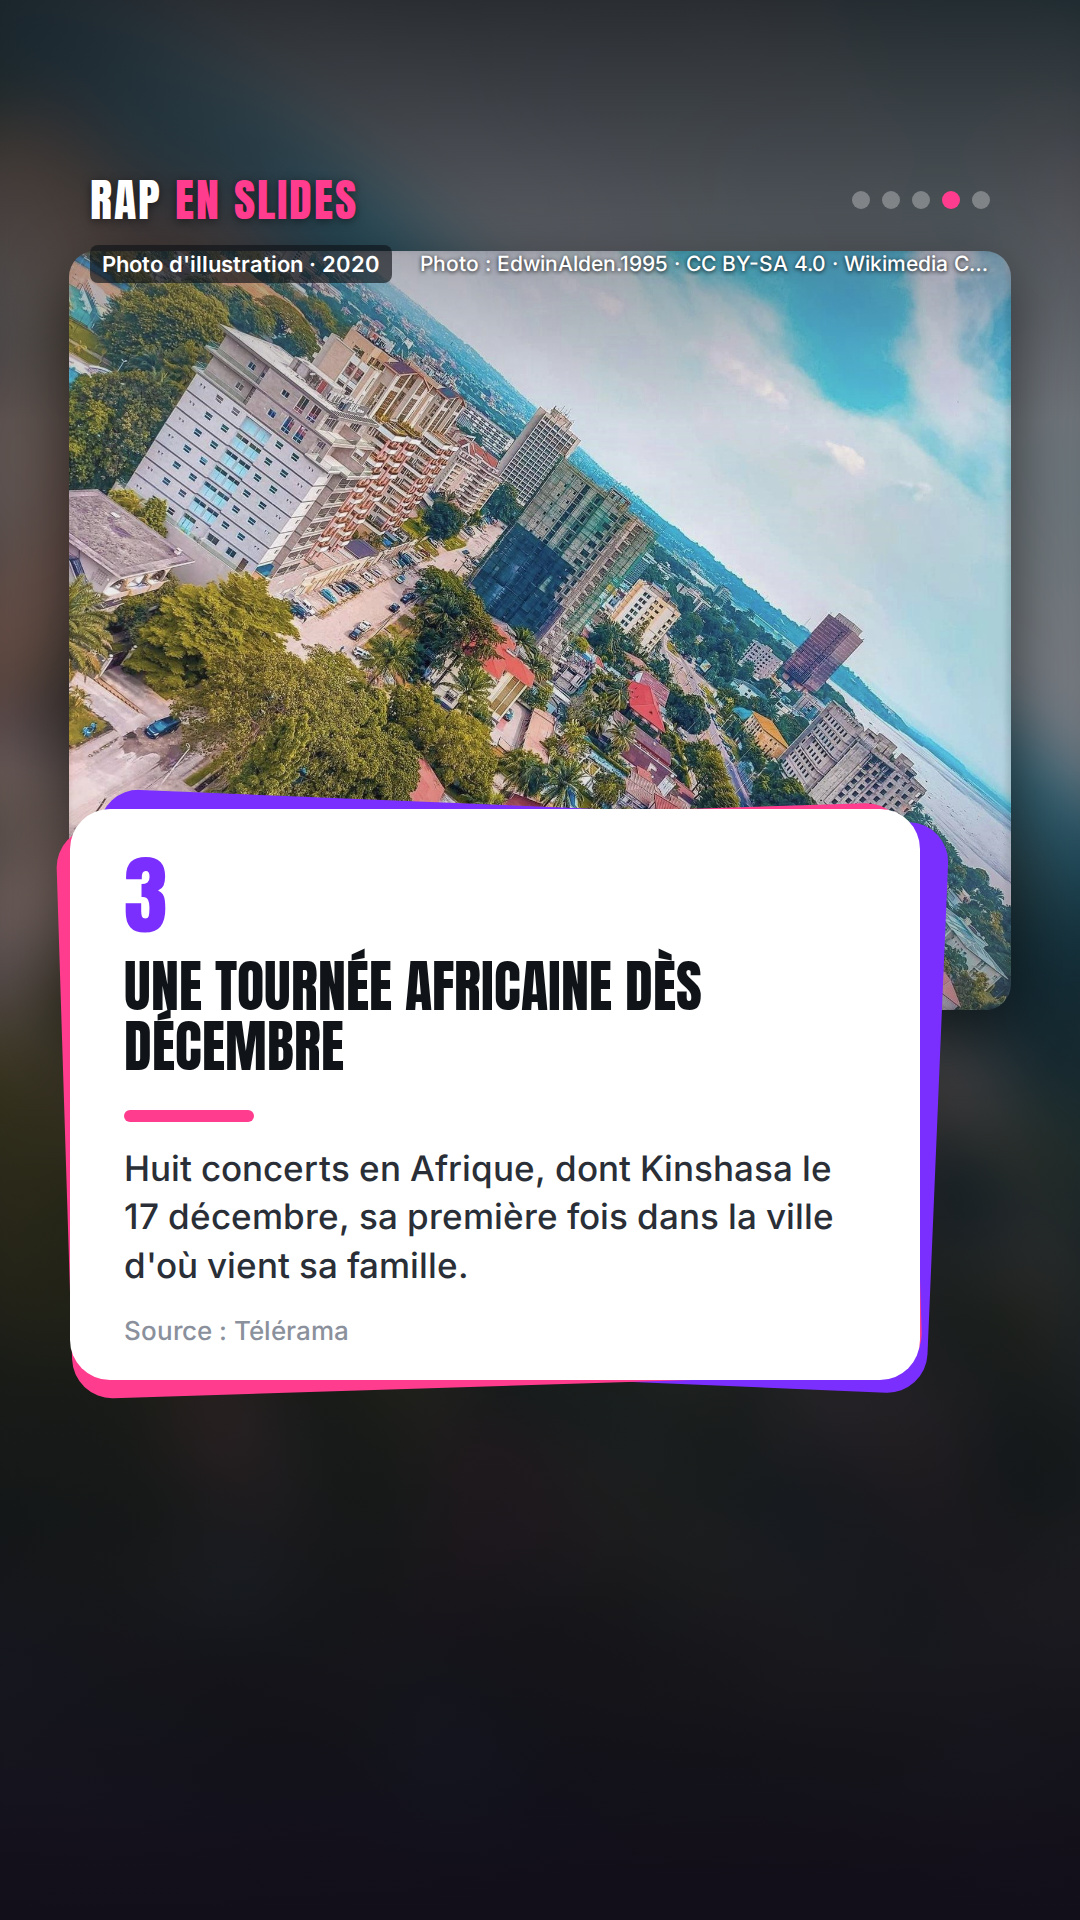 RAP EN SLIDES
Photo d'illustration · 2020
Photo : EdwinAlden.1995 · CC BY-SA 4.0 · Wikimedia C...
3
UNE TOURNÉE AFRICAINE DÈS
DÉCEMBRE
Huit concerts en Afrique, dont Kinshasa le
17 décembre, sa première fois dans la ville
d'où vient sa famille.
Source : Télérama